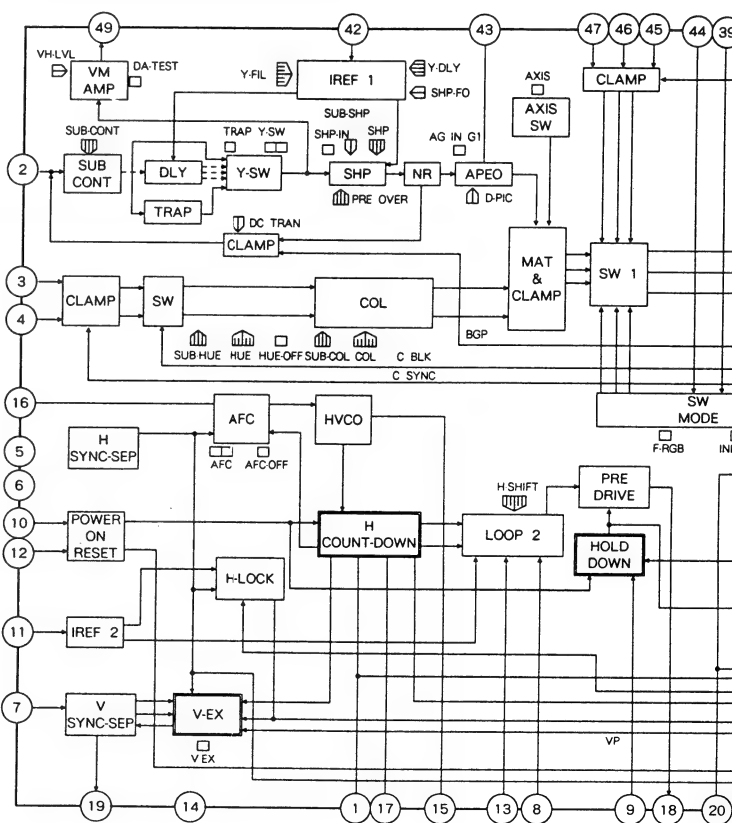 49 42 43 47 46 45 44 39
VH-LVL
VM AMP
DA-TEST
Y-FIL
IREF 1
Y-DLY
SHP-FO
AXIS
CLAMP
AXIS SW
SUB-SHP
SUB-CONT
TRAP Y-SW
SHP-IN
SHP
AG IN G1
2
SUB CONT
DLY
Y-SW
SHP
NR
APEO
TRAP
PRE OVER
D-PIC
DC TRAN
CLAMP
MAT & CLAMP
SW 1
3
4
CLAMP
SW
COL
BGP
SUB-HUE HUE HUE-OFF SUB-COL COL C BLK
C SYNC
16
AFC
HVCO
SW MODE
5
H SYNC-SEP
AFC AFC-OFF
F-RGB
6
H SHIFT
PRE DRIVE
10
POWER ON RESET
H COUNT-DOWN
LOOP 2
12
HOLD DOWN
H-LOCK
11
IREF 2
7
V SYNC-SEP
V-EX
V EX
VP
19 14 1 17 15 13 8 9 18 20